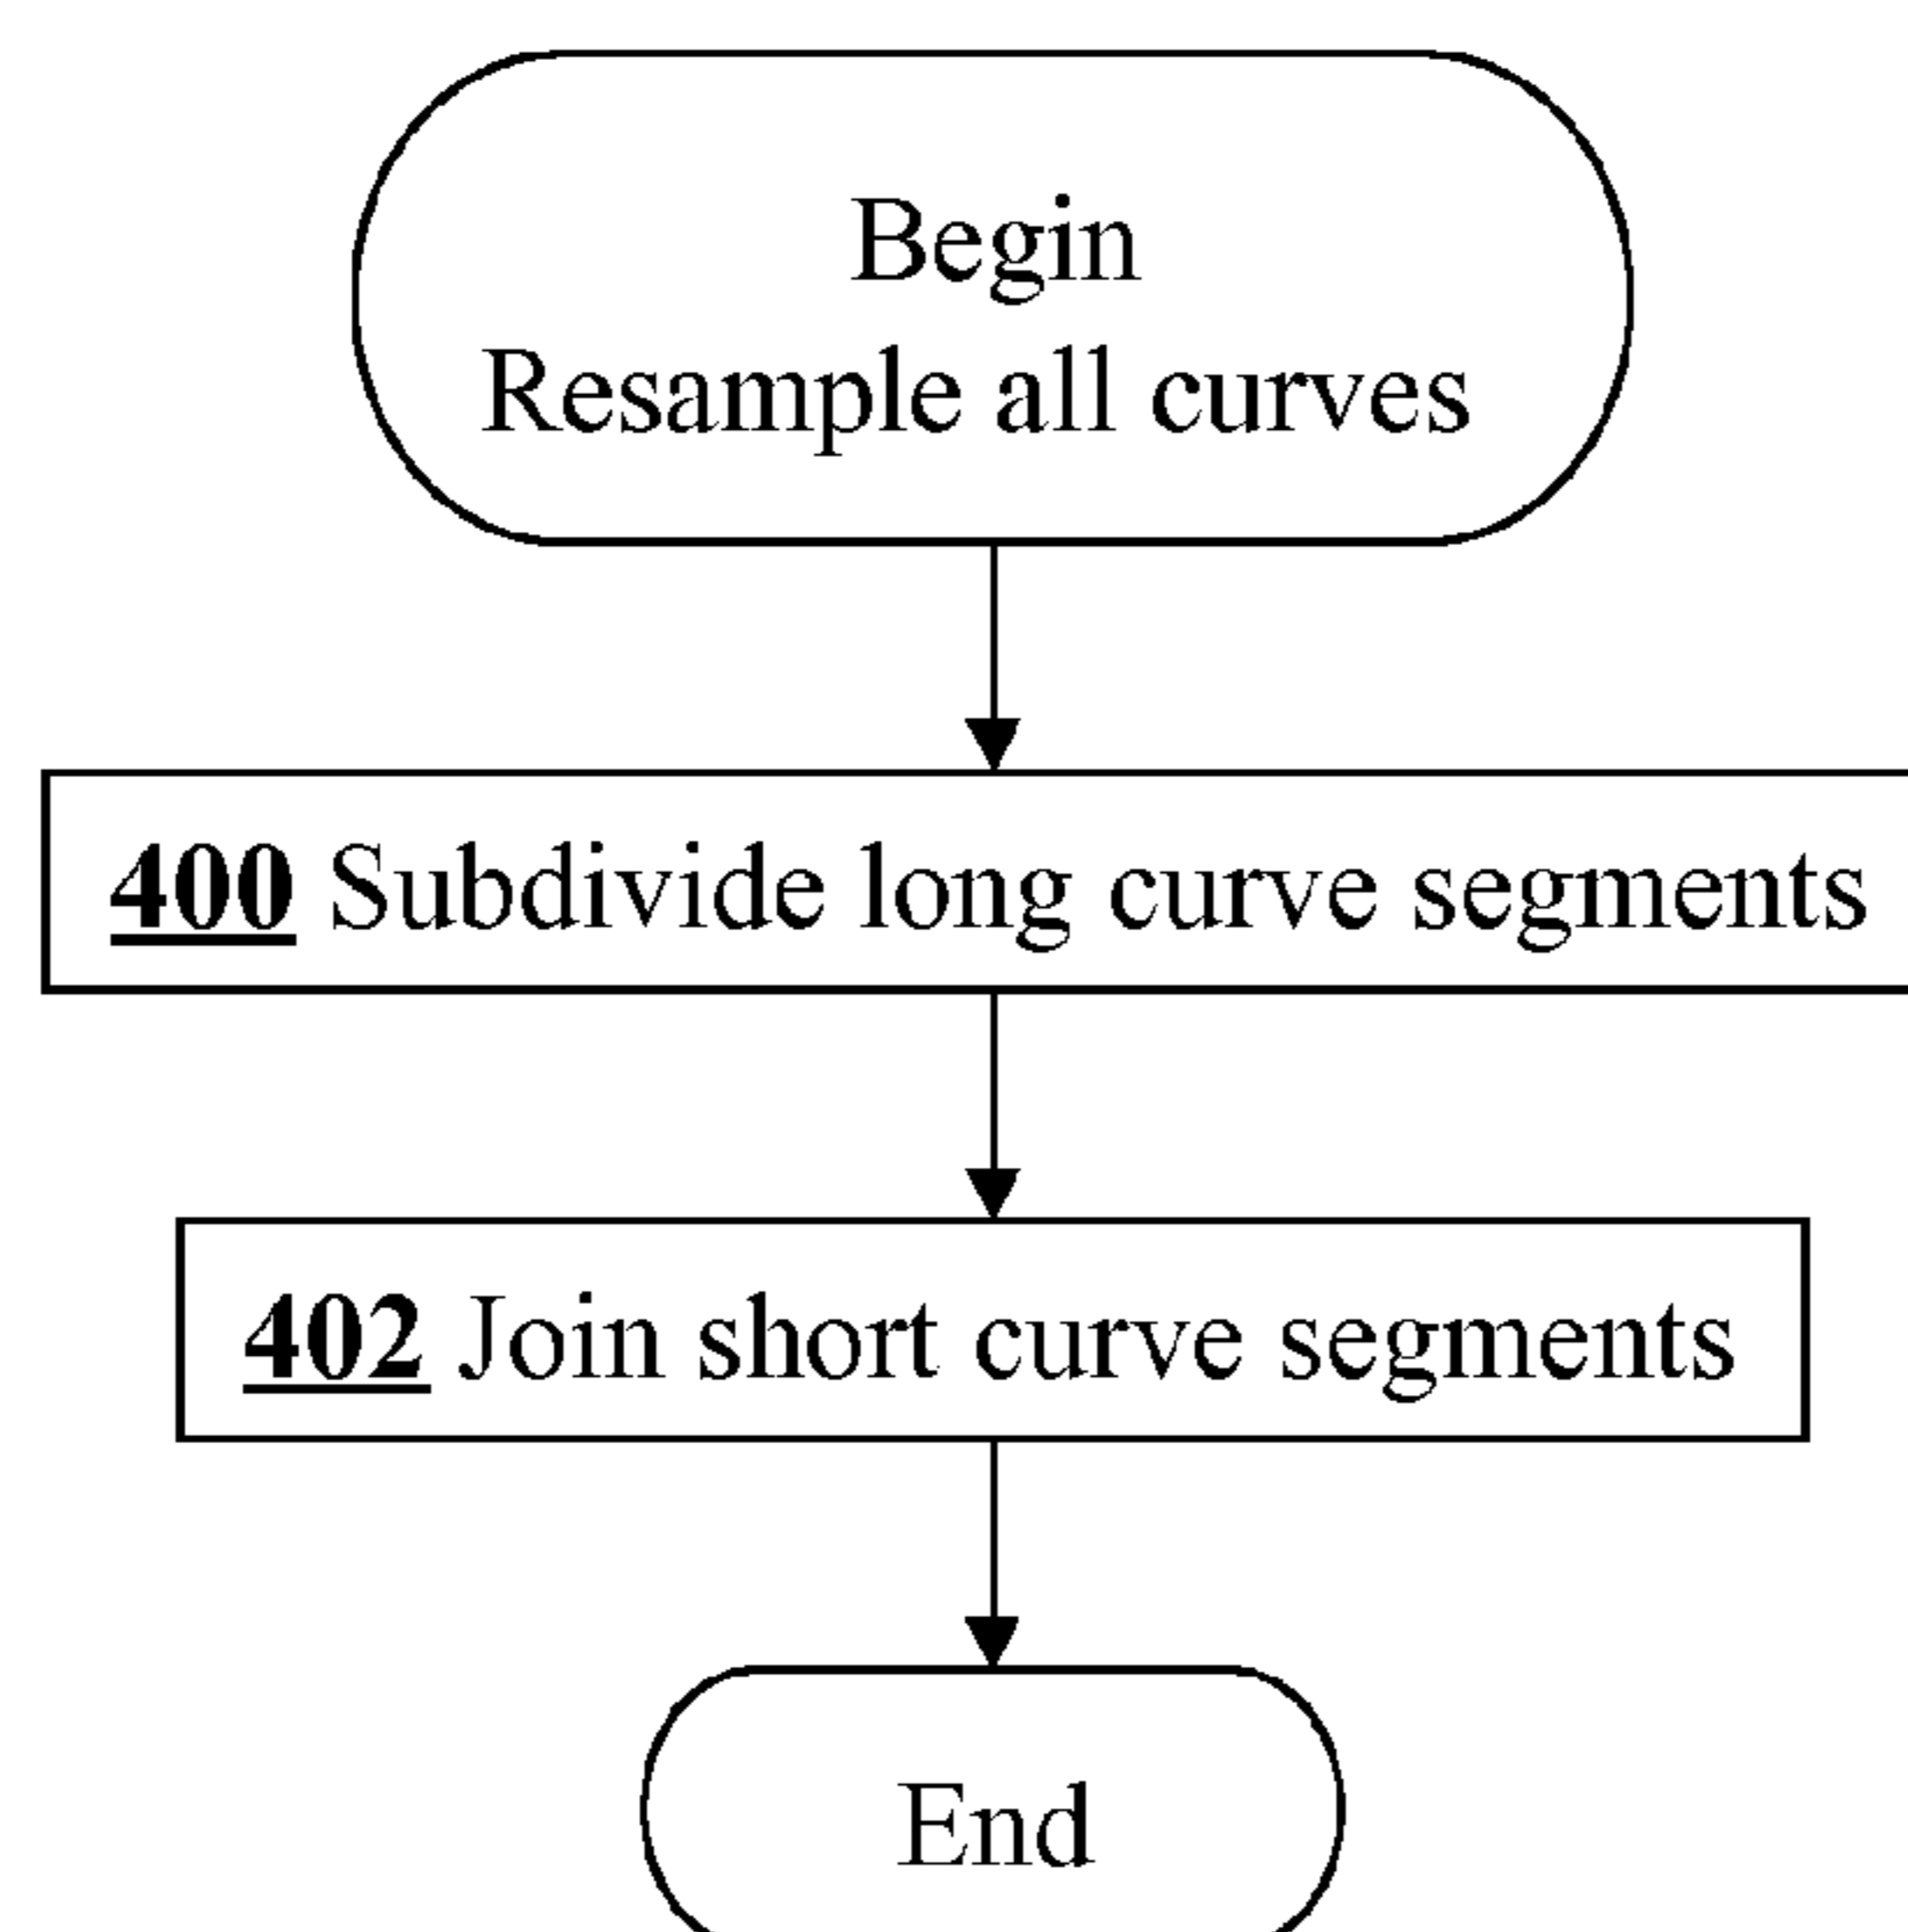 Begin
Resample all curves
400 Subdivide long curve segments
402 Join short curve segments
End